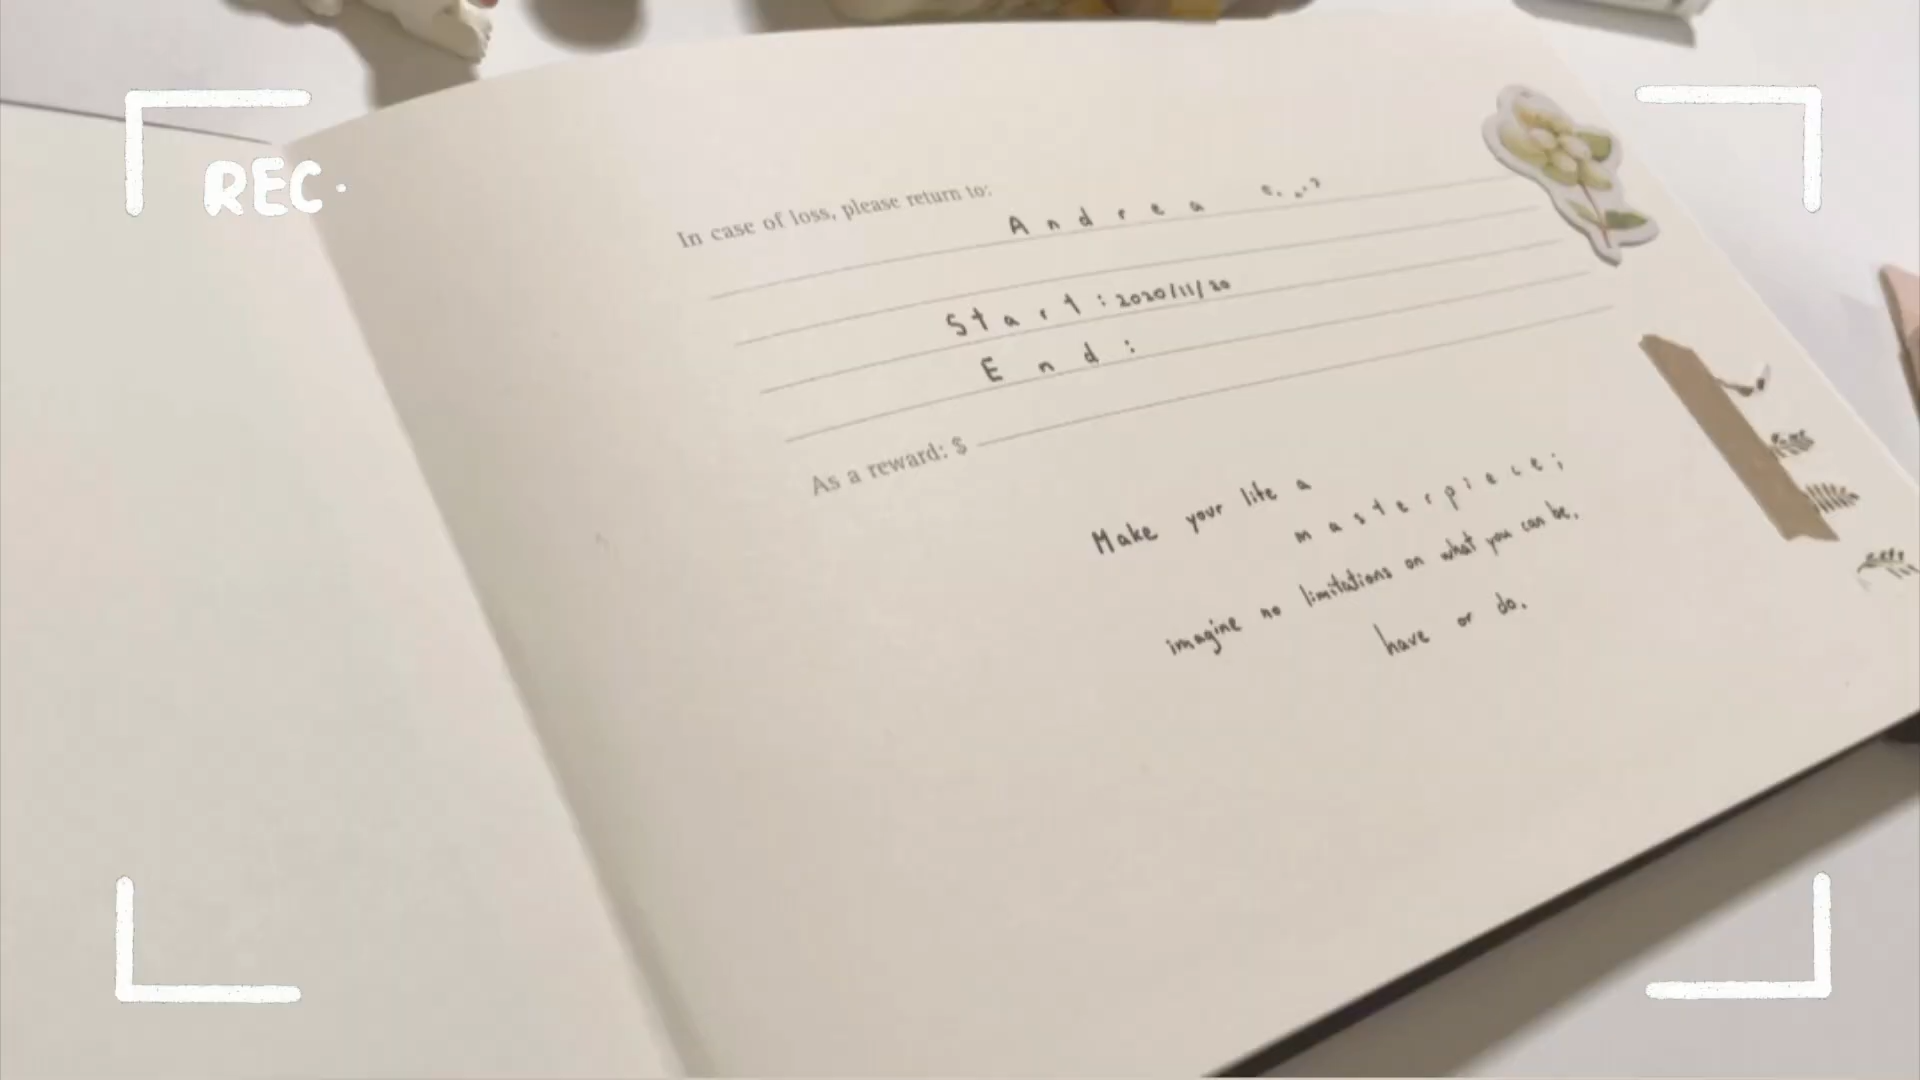 REC.
In case of loss, please return to:
Andrea
Start: 2020/11/20
End:
As a reward: $
Make your life a
masterpiece;
imagine no limitations on what you can be,
have or do.